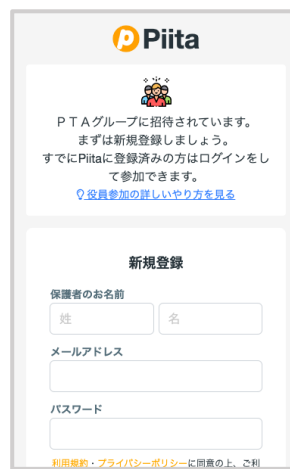 Piita
ＰＴＡグループに招待されています。
まずは新規登録しましょう。
すでにPiitaに登録済みの方はログインをし
て参加できます。
役員参加の詳しいやり方を見る
新規登録
保護者のお名前
姓 名
メールアドレス
パスワード
利用規約・プライバシーポリシーに同意の上、ご利